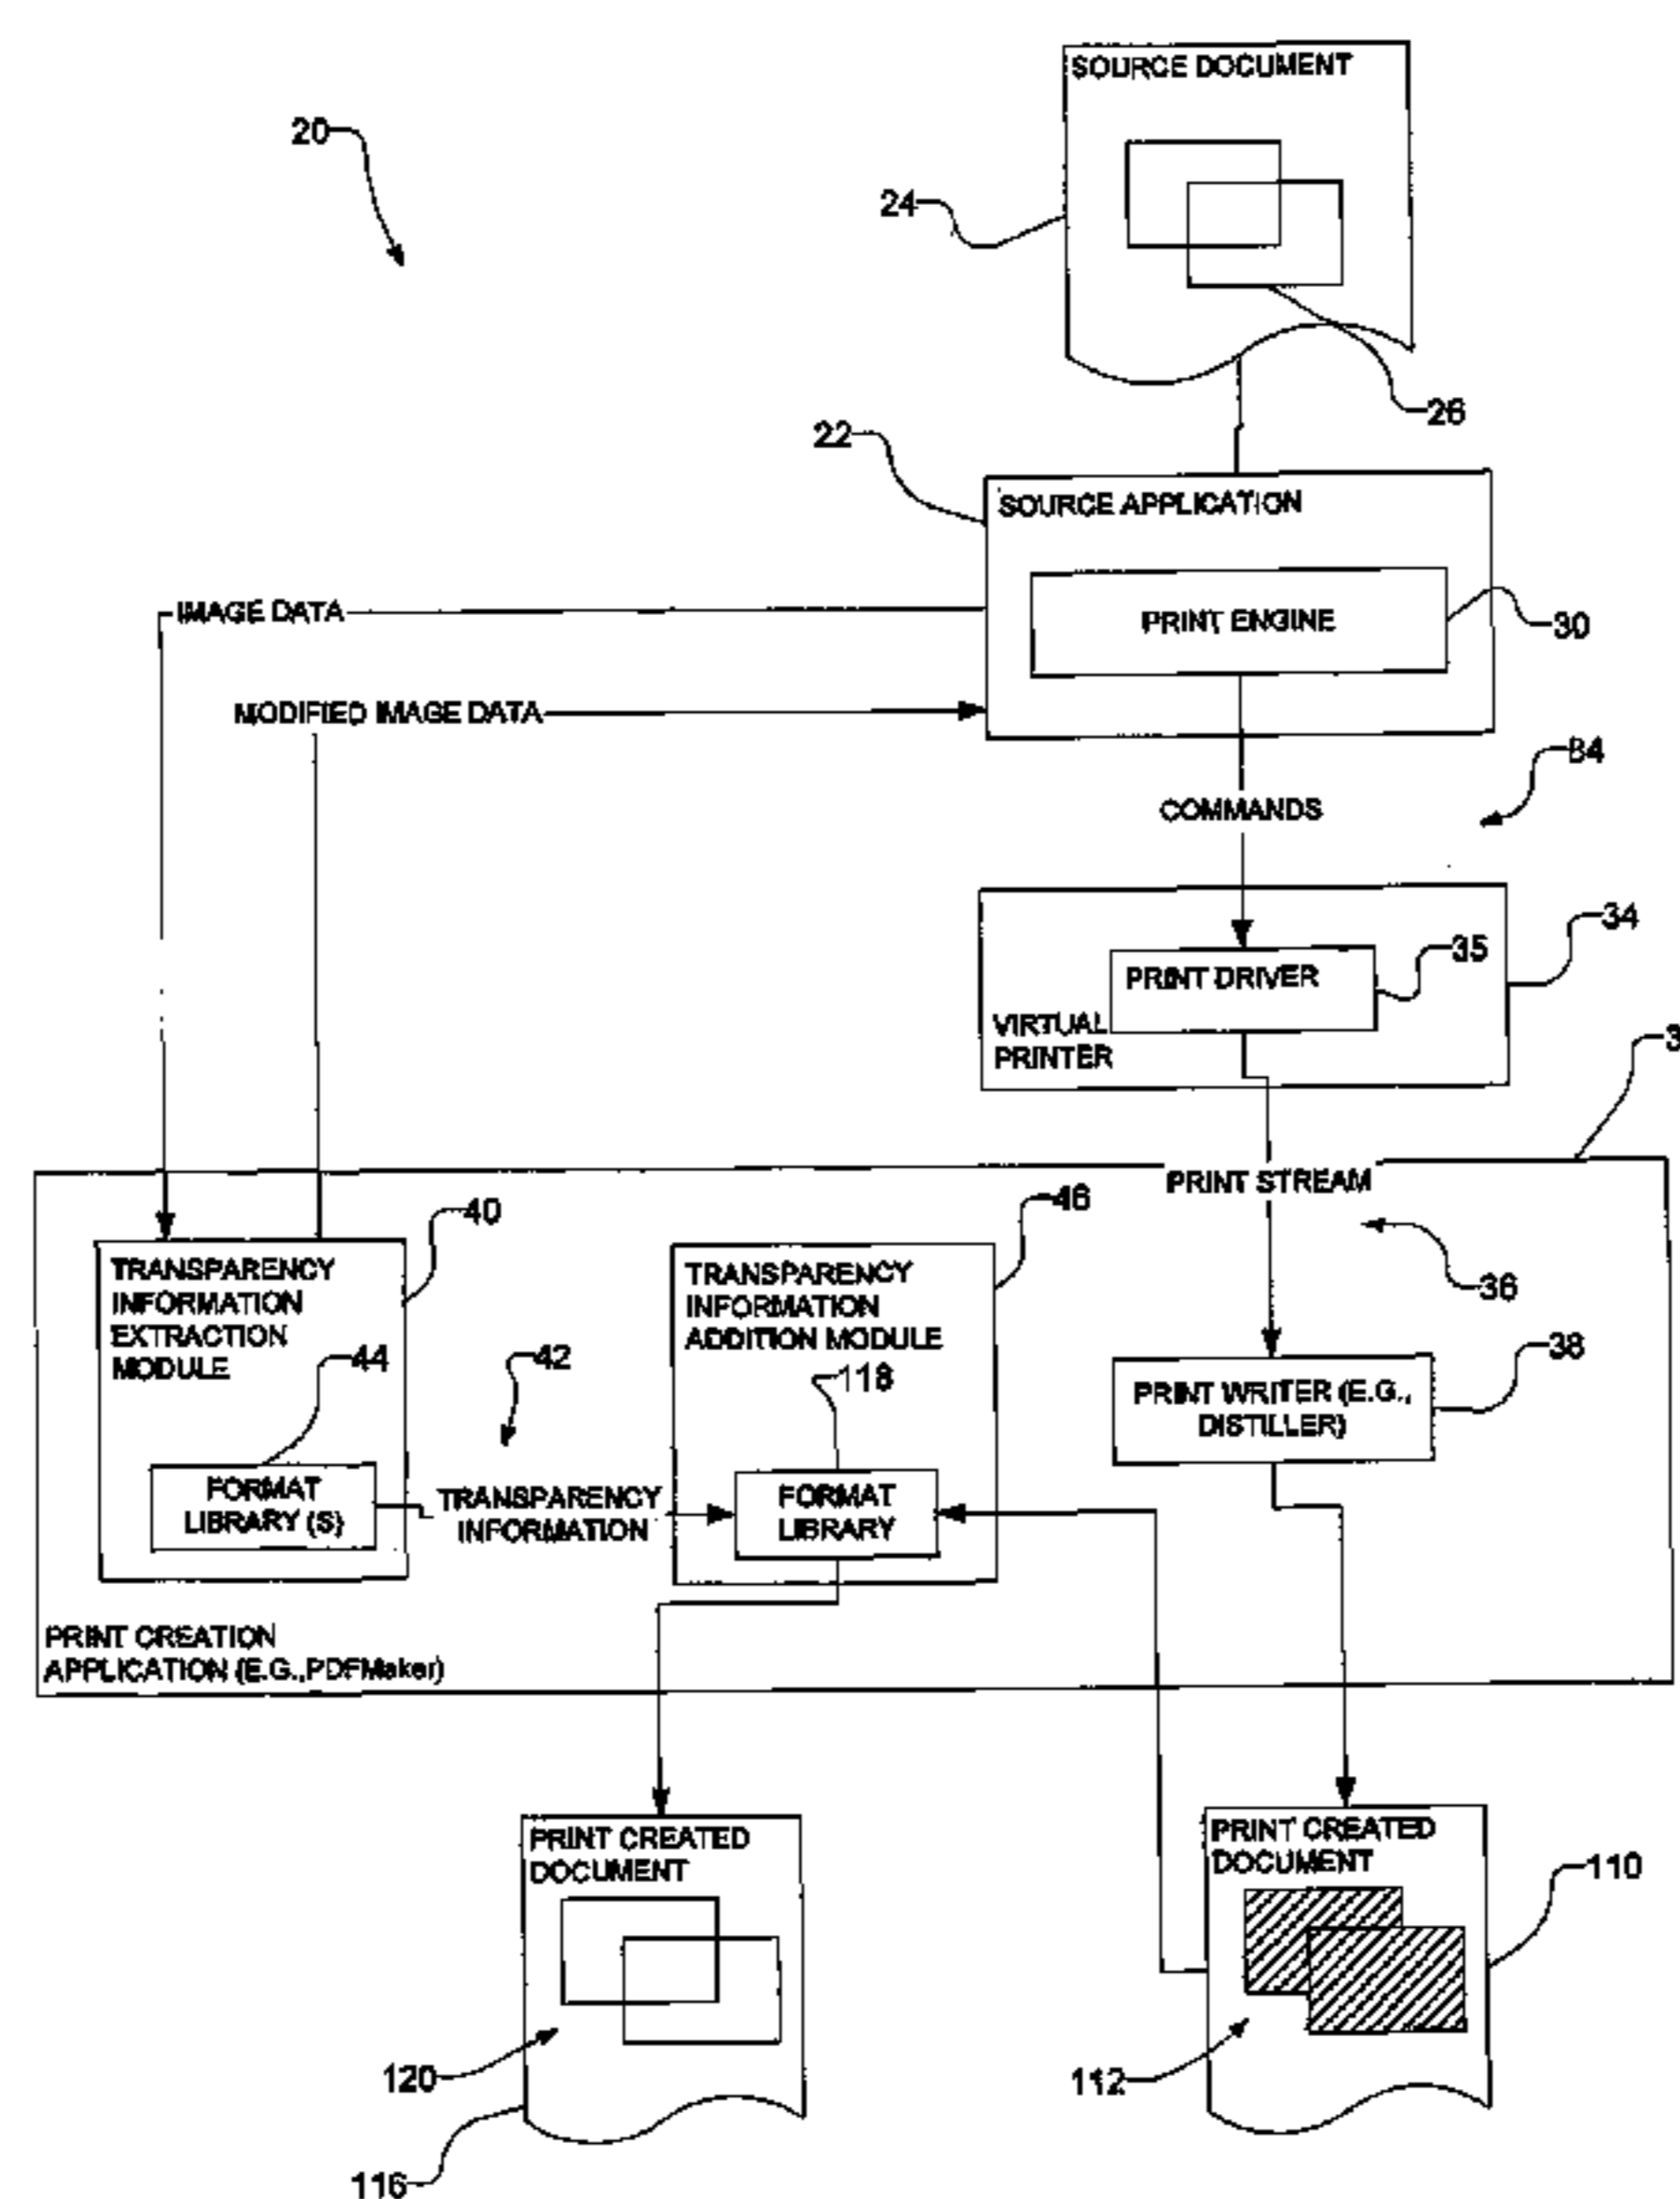 SOURCE DOCUMENT
20
24
26
22
SOURCE APPLICATION
IMAGE DATA
PRINT ENGINE
30
MODIFIED IMAGE DATA
84
COMMANDS
34
35
PRINT DRIVER
VIRTUAL
PRINTER
3
PRINT STREAM
40
46
TRANSPARENCY
INFORMATION
EXTRACTION
MODULE
TRANSPARENCY
INFORMATION
ADDITION MODULE
36
44
42
118
38
PRINT WRITER (E.G.,
DISTILLER)
FORMAT
LIBRARY (S)
TRANSPARENCY
INFORMATION
FORMAT
LIBRARY
PRINT CREATION
APPLICATION (E.G.,PDFMaker)
PRINT CREATED
DOCUMENT
PRINT CREATED
DOCUMENT
110
120
112
116